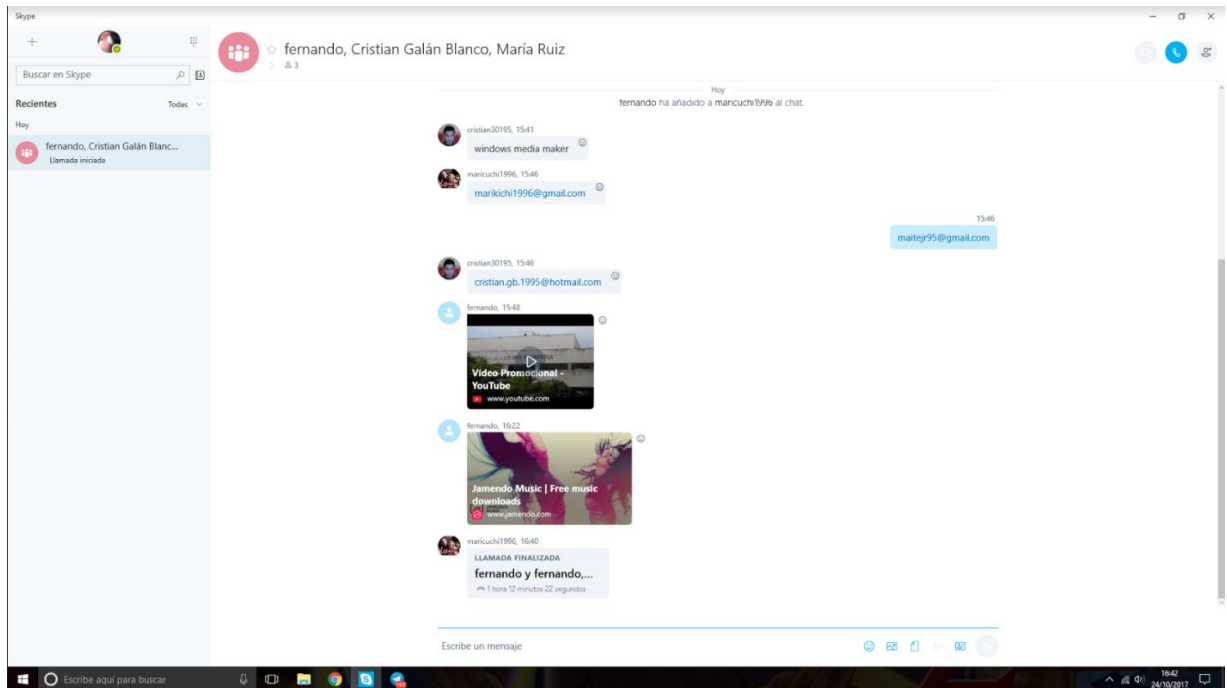 Skype
fernando, Cristian Galán Blanco, María Ruiz
3
Buscar en Skype
Recientes
Todas
Hoy
fernando, Cristian Galán Blanc...
Llamada iniciada
Hoy
fernando ha añadido a maricuchi1996 al chat.
cristian30195, 15:41
windows media maker
maricuchi1996, 15:46
marikichi1996@gmail.com
15:46
maitejr95@gmail.com
cristian30195, 15:46
cristian.gb.1995@hotmail.com
fernando, 15:48
Vídeo Promocional -
YouTube
www.youtube.com
fernando, 16:22
Jamendo Music | Free music
downloads
www.jamendo.com
maricuchi1996, 16:40
LLAMADA FINALIZADA
fernando y fernando,...
1 hora 12 minutos 22 segundos
Escribe un mensaje
Escribe aquí para buscar
16:42
24/10/2017